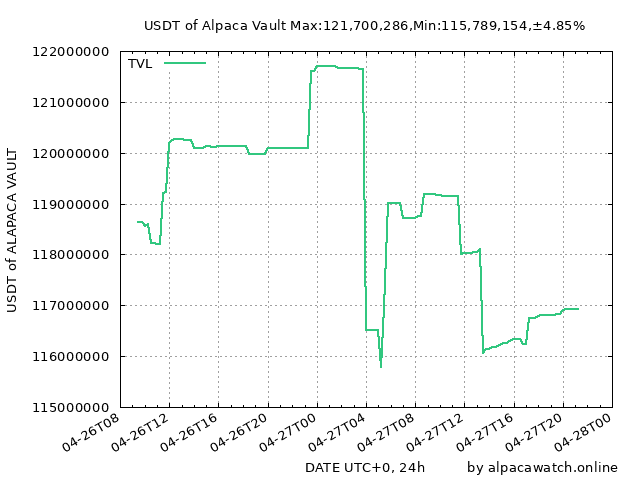 USDT of Alpaca Vault Max:121,700,286,Min:115,789,154,±4.85%
TVL
122000000
121000000
120000000
119000000
118000000
117000000
116000000
115000000
USDT of ALAPACA VAULT
04-26T08
04-26T12
04-26T16
04-26T20
04-27T00
04-27T04
04-27T08
04-27T12
04-27T16
04-27T20
04-28T00
DATE UTC+0, 24h
by alpacawatch.online